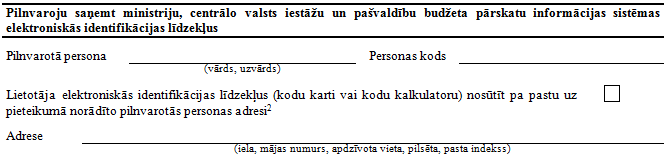 Pilnvaroju saņemt ministriju, centrālo valsts iestāžu un pašvaldību budžeta pārskatu informācijas sistēmas
elektroniskās identifikācijas līdzekļus
Pilnvarotā persona Personas kods
(vārds, uzvārds)
Lietotāja elektroniskās identifikācijas līdzekļus (kodu karti vai kodu kalkulatoru) nosūtīt pa pastu uz
pieteikumā norādīto pilnvarotās personas adresi²
Adrese
(iela, mājas numurs, apdzīvota vieta, pilsēta, pasta indekss)